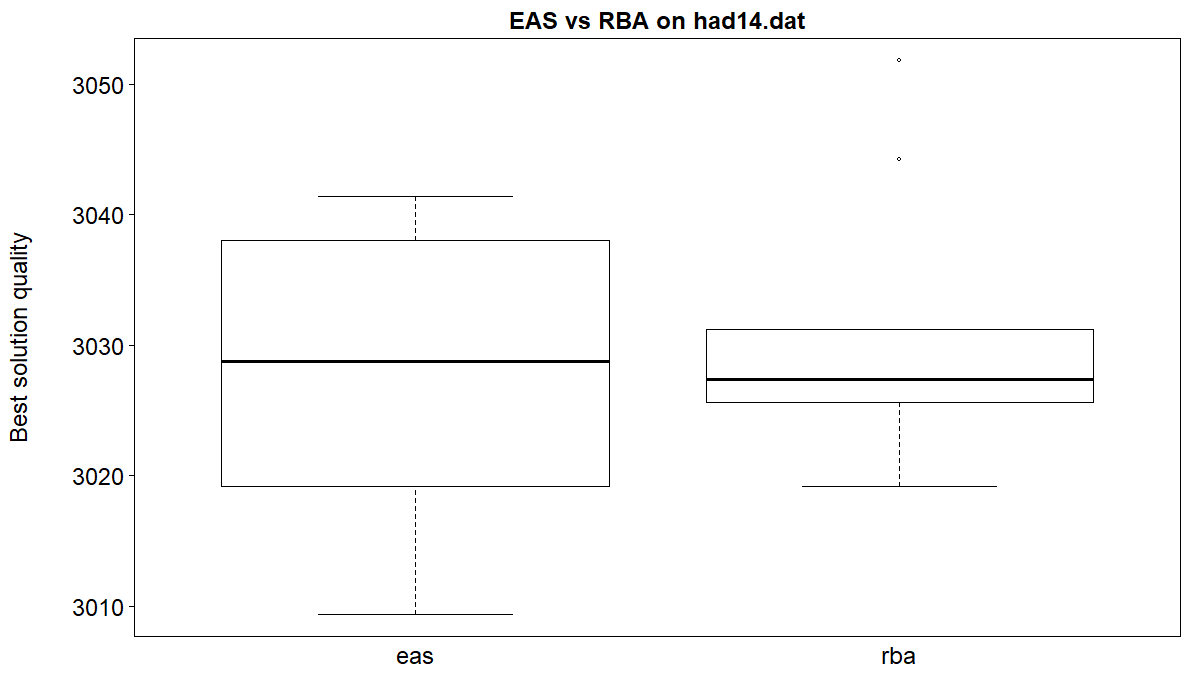 EAS vs RBA on had14.dat
Best solution quality
3050
3040
3030
3020
3010
eas
rba